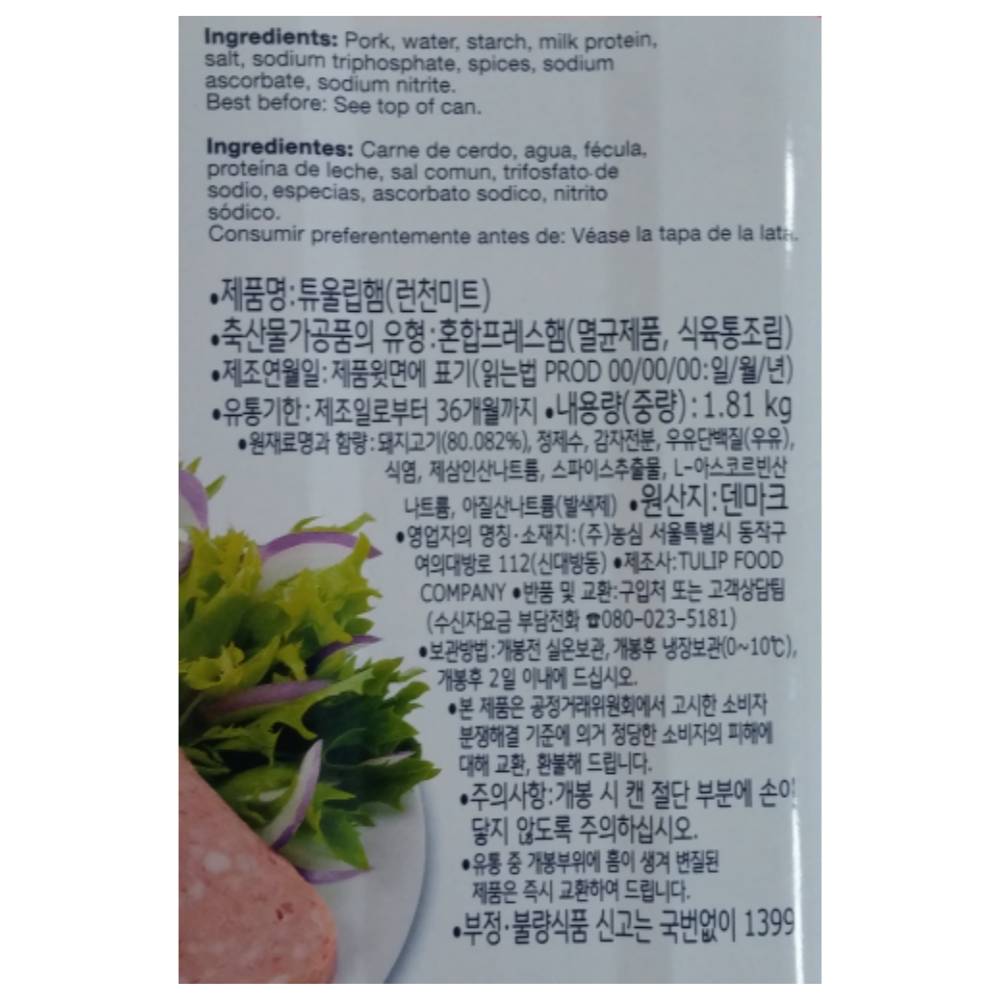 Ingredients: Pork, water, starch, milk protein,
salt, sodium triphosphate, spices, sodium
ascorbate, sodium nitrite.
Best before: See top of can.
Ingredientes: Carne de cerdo, agua, fécula,
proteína de leche, sal comun, trifosfato de
sodio, especias, ascorbato sodico, nitrito
sódico.
Consumir preferentemente antes de: Véase la tapa de la lata.
•제품명:튜울립햄(런천미트)
•축산물가공품의 유형:혼합프레스햄(멸균제품, 식육통조림)
•제조연월일:제품윗면에 표기(읽는법 PROD 00/00/00:일/월/년)
•유통기한:제조일로부터 36개월까지 •내용량(중량):1.81 kg
•원재료명과 함량:돼지고기(80.082%), 정제수, 감자전분, 우유단백질(우유),
식염, 제삼인산나트륨, 스파이스추출물, L-아스코르빈산
나트륨, 아질산나트륨(발색제) •원산지:덴마크
•영업자의 명칭·소재지:(주)농심 서울특별시 동작구
여의대방로 112(신대방동) •제조사:TULIP FOOD
COMPANY •반품 및 교환:구입처 또는 고객상담팀
(수신자요금 부담전화 ☎080-023-5181)
•보관방법:개봉전 실온보관, 개봉후 냉장보관(0~10℃),
개봉후 2일 이내에 드십시오.
•본 제품은 공정거래위원회에서 고시한 소비자
분쟁해결 기준에 의거 정당한 소비자의 피해에
대해 교환, 환불해 드립니다.
•주의사항:개봉 시 캔 절단 부분에 손이
닿지 않도록 주의하십시오.
•유통 중 개봉부위에 흠이 생겨 변질된
제품은 즉시 교환하여 드립니다.
•부정·불량식품 신고는 국번없이 1399